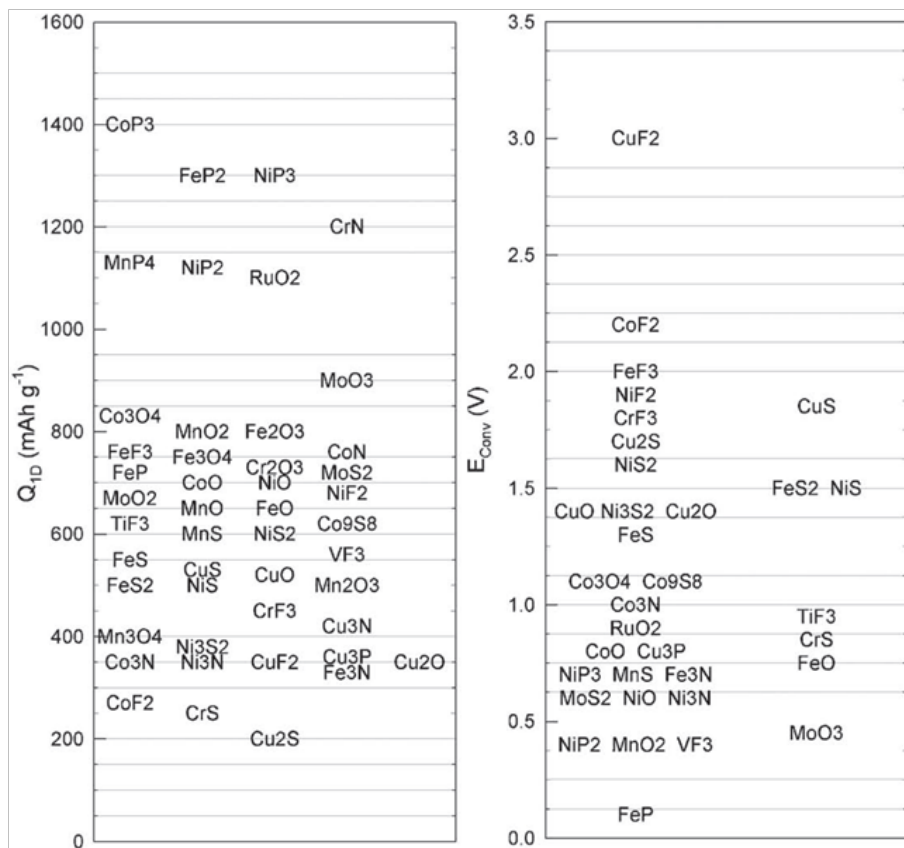 1600
1400
1200
1000
800
600
400
200
0
Q1D (mAh g-1)
CoP3
FeP2 NiP3
CrN
MnP4 NiP2
RuO2
MoO3
Co3O4
MnO2 Fe2O3
FeF3 Fe3O4 CoN
FeP Cr2O3 MoS2
CoO NiO NiF2
MoO2
MnO FeO
TiF3 Co9S8
MnS NiS2
FeS VF3
CuS CuO
FeS2 NiS Mn2O3
CrF3
Cu3N
Mn3O4
Ni3S2
Co3N Ni3N CuF2 Cu3P Cu2O
Fe3N
CoF2
CrS
Cu2S
3.5
3.0
2.5
2.0
1.5
1.0
0.5
0.0
EConv (V)
CuF2
CoF2
FeF3
NiF2
CuS
CrF3
Cu2S
NiS2
FeS2 NiS
CuO Ni3S2 Cu2O
FeS
Co3O4 Co9S8
Co3N
TiF3
RuO2
CrS
CoO Cu3P
FeO
NiP3 MnS Fe3N
MoS2 NiO Ni3N
MoO3
NiP2 MnO2 VF3
FeP